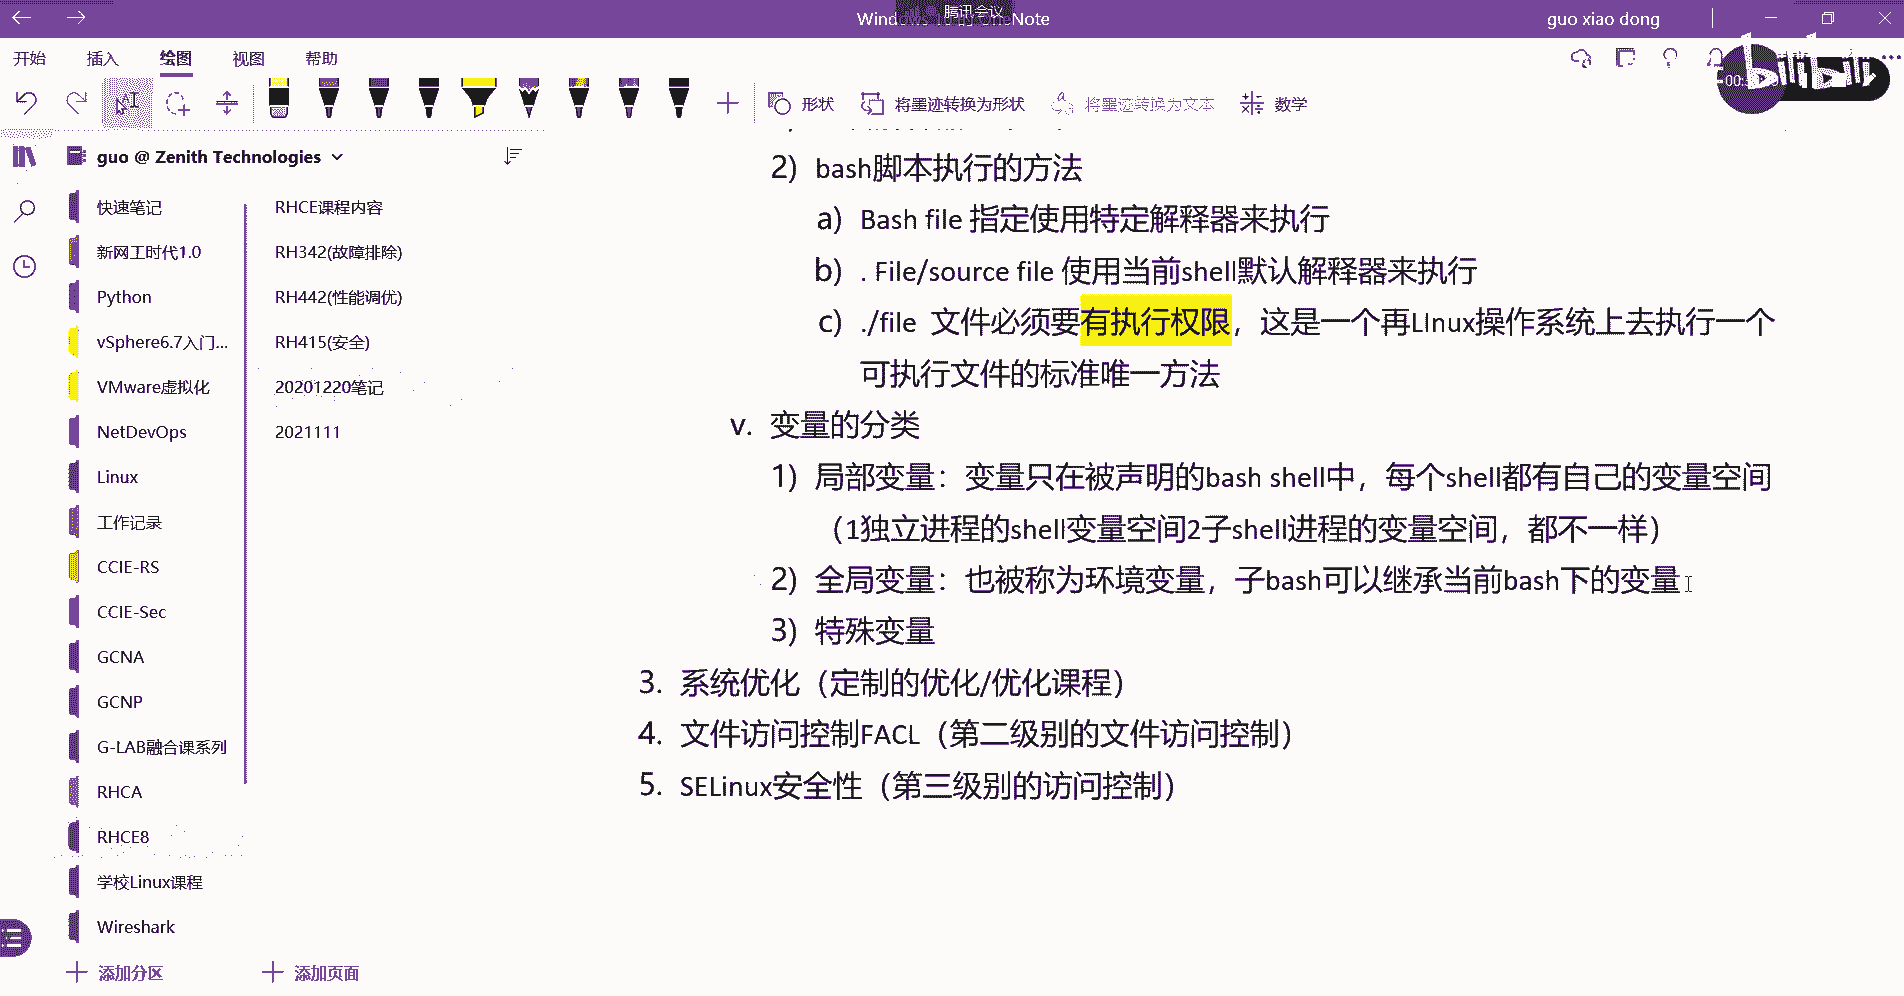 腾讯会议
Note
guo xiao dong
开始 插入 绘图 视图 帮助
形状 将墨迹转换为形状 将墨迹转换为文本 数学
bilibili
guo @ Zenith Technologies
快速笔记
新网工时代1.0
Python
vSphere6.7入门...
VMware虚拟化
NetDevOps
Linux
工作记录
CCIE-RS
CCIE-Sec
GCNA
GCNP
G-LAB融合课系列
RHCA
RHCE8
学校Linux课程
Wireshark
添加分区
RHCE课程内容
RH342(故障排除)
RH442(性能调优)
RH415(安全)
20201220笔记
2021111
添加页面
2) bash脚本执行的方法
a) Bash file 指定使用特定解释器来执行
b) . File/source file 使用当前shell默认解释器来执行
c) ./file 文件必须要有执行权限，这是一个再LInux操作系统上去执行一个
可执行文件的标准唯一方法
v. 变量的分类
1) 局部变量：变量只在被声明的bash shell中，每个shell都有自己的变量空间
（1独立进程的shell变量空间2子shell进程的变量空间，都不一样）
2) 全局变量：也被称为环境变量，子bash可以继承当前bash下的变量
3) 特殊变量
3. 系统优化（定制的优化/优化课程）
4. 文件访问控制FACL（第二级别的文件访问控制）
5. SELinux安全性（第三级别的访问控制）